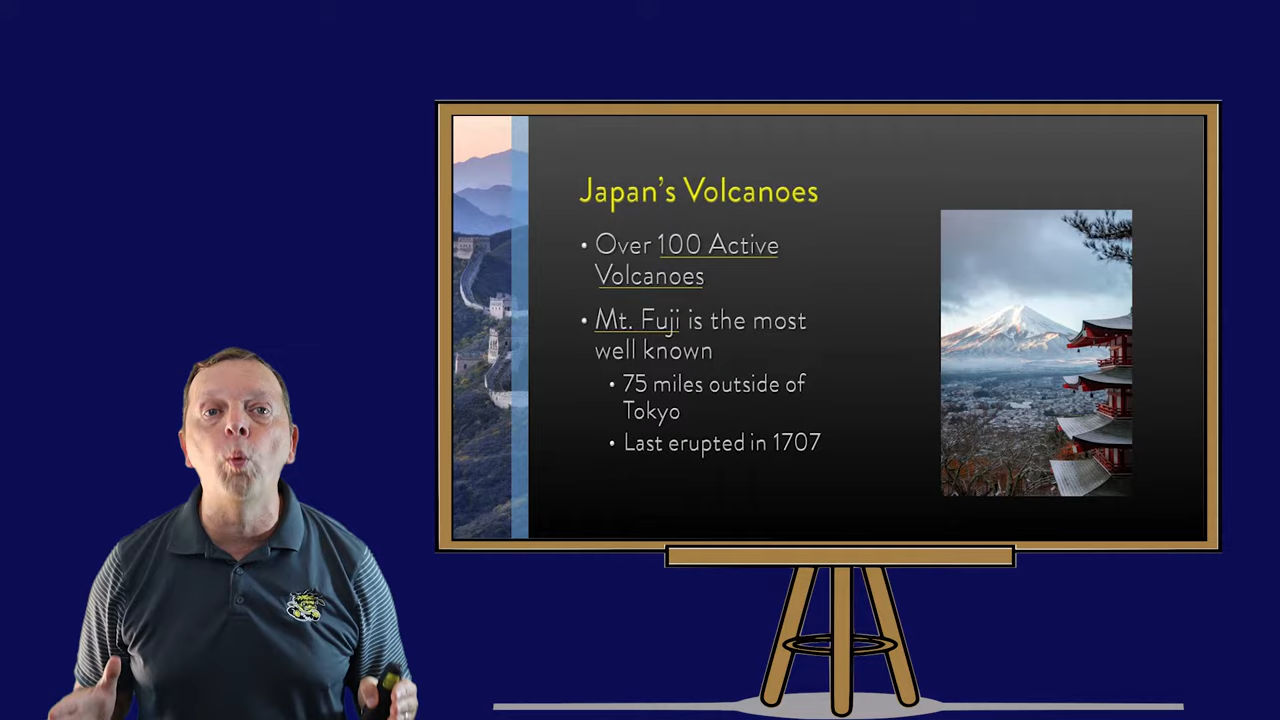 Japan's Volcanoes
• Over 100 Active
Volcanoes
• Mt. Fuji is the most
well known
• 75 miles outside of
Tokyo
• Last erupted in 1707